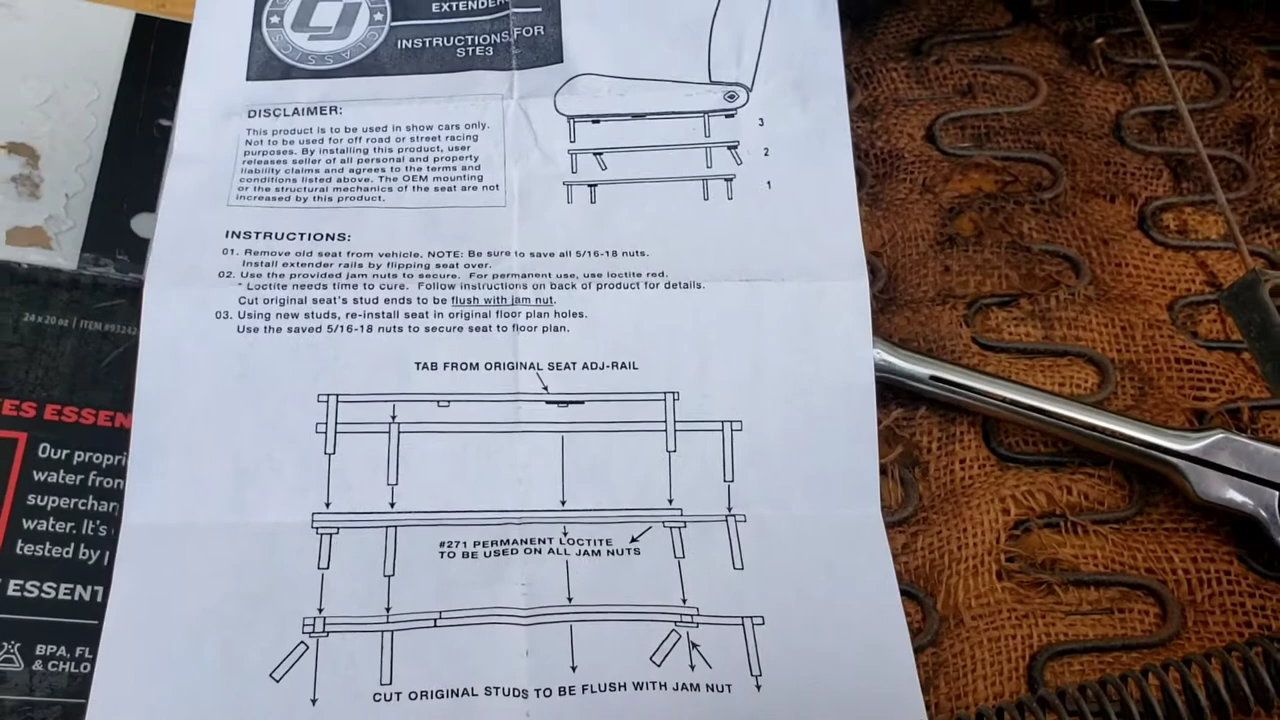 EXTENDER
INSTRUCTIONS FOR
STE3
CJ
CLASSICS
DISCLAIMER:
This product is to be used in show cars only.
Not to be used for off road or street racing
purposes. By installing this product, user
releases seller of all personal and property
liability claims and agrees to the terms and
conditions listed above. The OEM mounting
or the structural mechanics of the seat are not
increased by this product.
3
2
1
INSTRUCTIONS:
01. Remove old seat from vehicle. NOTE: Be sure to save all 5/16-18 nuts.
Install extender rails by flipping seat over.
02. Use the provided jam nuts to secure. For permanent use, use loctite red.
* Loctite needs time to cure. Follow instructions on back of product for details.
Cut original seat's stud ends to be flush with jam nut.
03. Using new studs, re-install seat in original floor plan holes.
Use the saved 5/16-18 nuts to secure seat to floor plan.
TAB FROM ORIGINAL SEAT ADJ-RAIL
#271 PERMANENT LOCTITE
TO BE USED ON ALL JAM NUTS
CUT ORIGINAL STUDS TO BE FLUSH WITH JAM NUT
24 x 20 oz | ITEM #93242
ES ESSEN
Our propri
water from
superchar
water. It's
tested by
ESSENT
BPA, FL
& CHLO